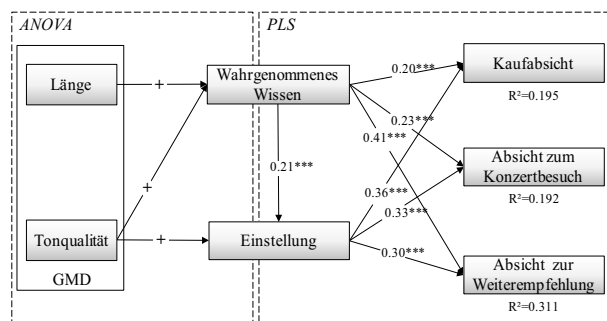 ANOVA
PLS
Länge
+
Wahrgenommenes
Wissen
0.20***
Kaufabsicht
R²=0.195
0.23***
0.41***
0.21***
+
Absicht zum
Konzertbesuch
R²=0.192
0.36***
0.33***
Tonqualität
+
Einstellung
0.30***
GMD
Absicht zur
Weiterempfehlung
R²=0.311